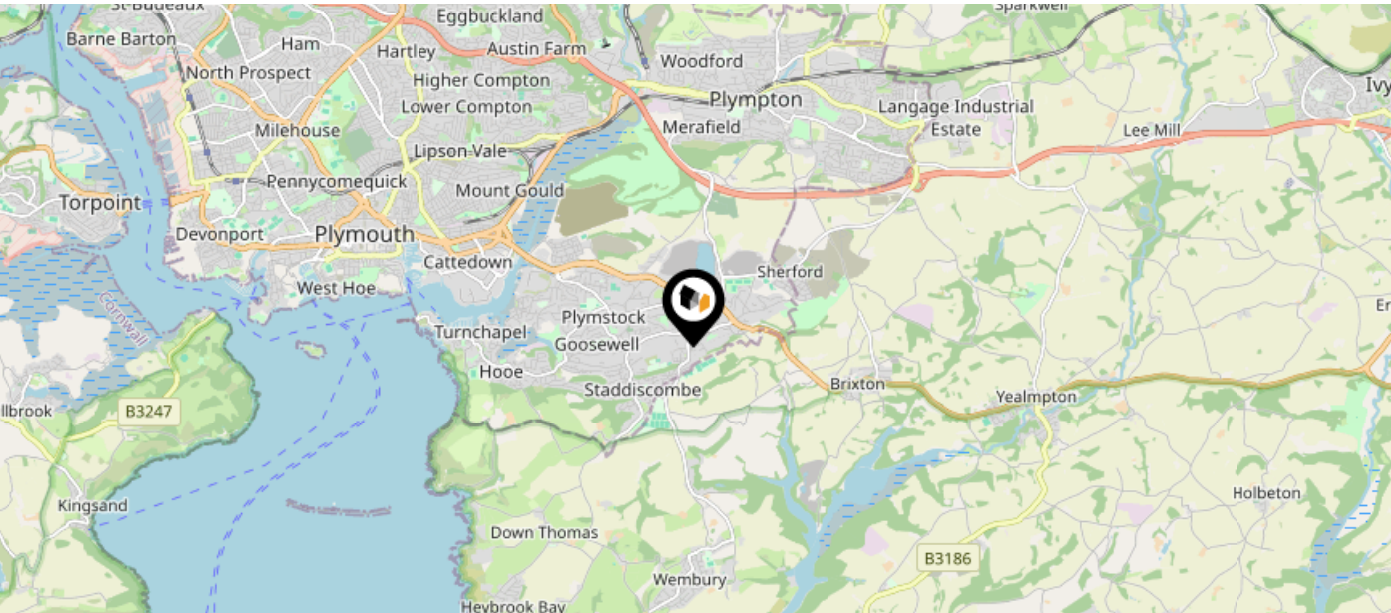 St Budeaux
Eggbuckland
Sparkwell
Barne Barton
Ham
Hartley
Austin Farm
Woodford
North Prospect
Higher Compton
Ivy
Lower Compton
Plympton
Langage Industrial
Estate
Milehouse
Merafield
Lee Mill
Lipson Vale
Pennycomequick
Mount Gould
Torpoint
Devonport
Plymouth
Cattedown
Sherford
West Hoe
Cornwall
Plymstock
Turnchapel
Goosewell
Er
Hooe
Staddiscombe
Brixton
Yealmpton
llbrook
B3247
Kingsand
Holbeton
Down Thomas
B3186
Wembury
Heybrook Bay